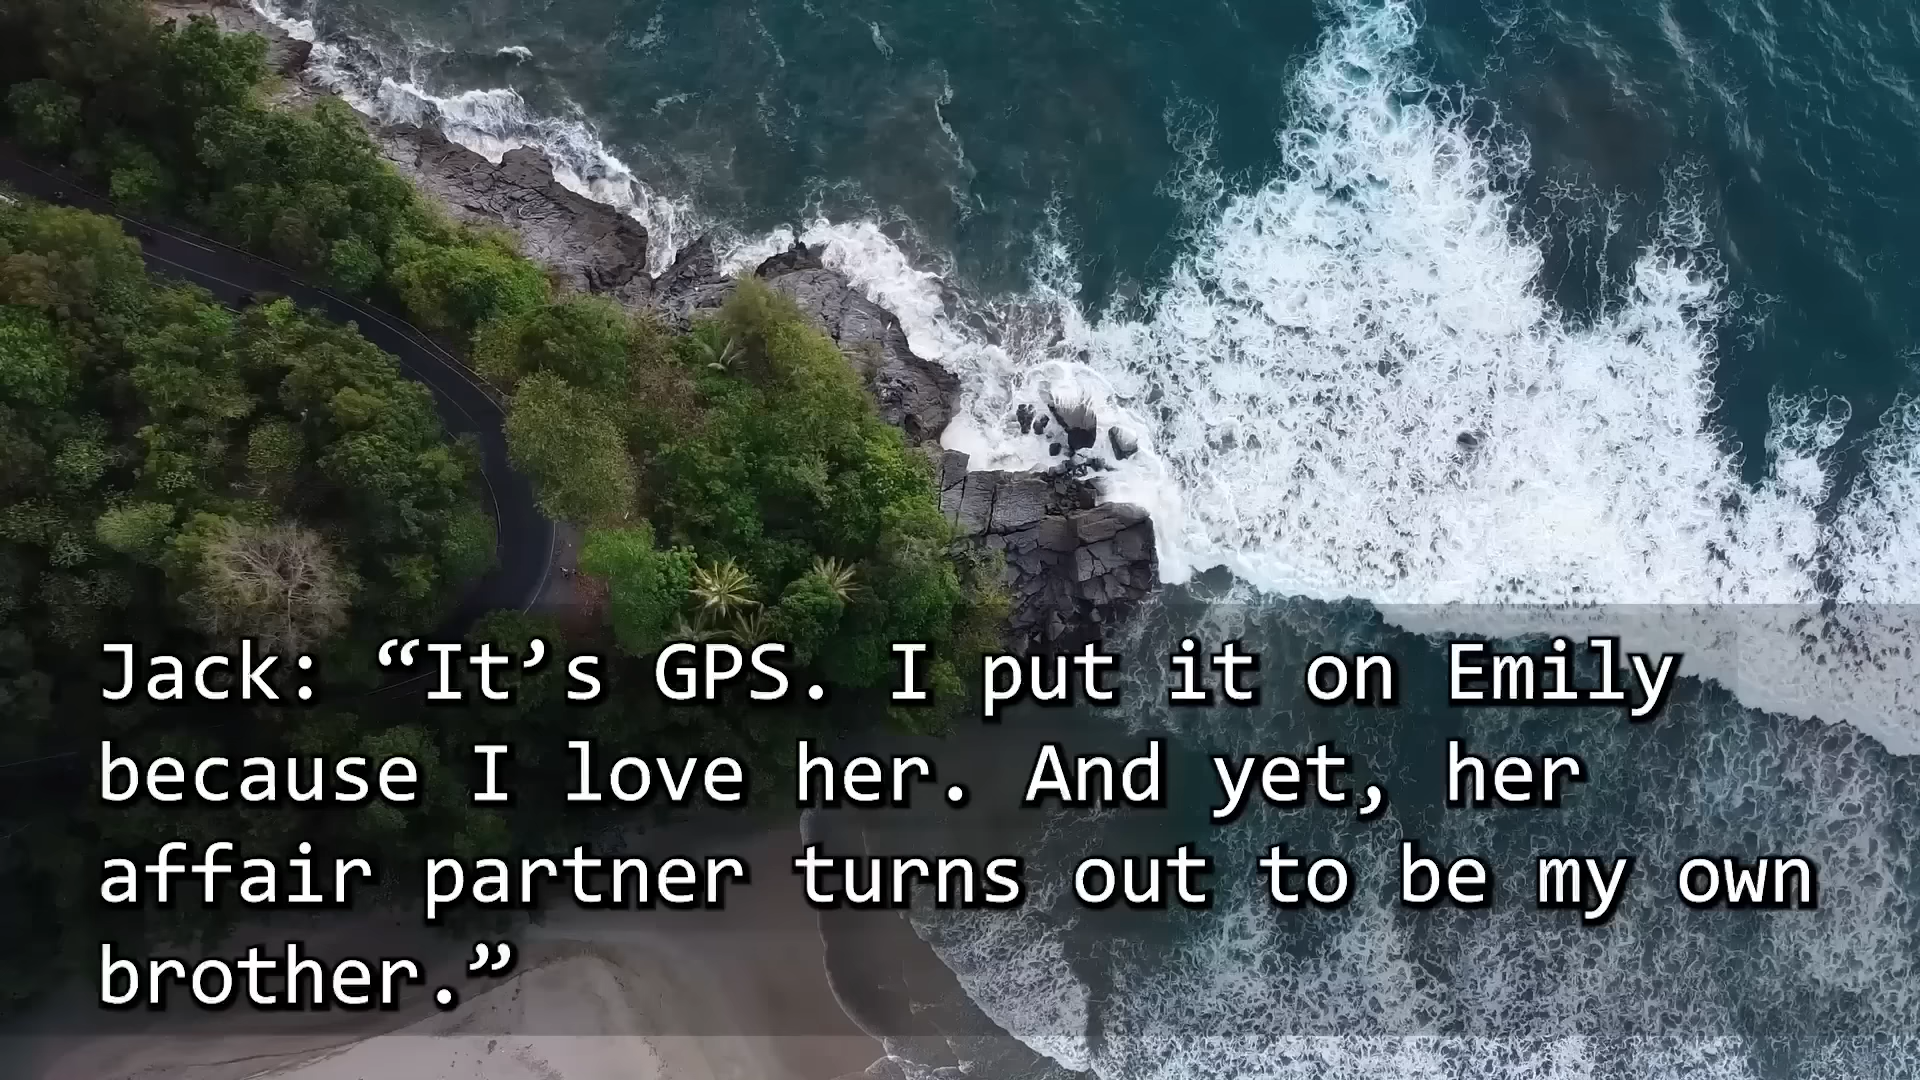 Jack: “It’s GPS. I put it on Emily
because I love her. And yet, her
affair partner turns out to be my own
brother.”